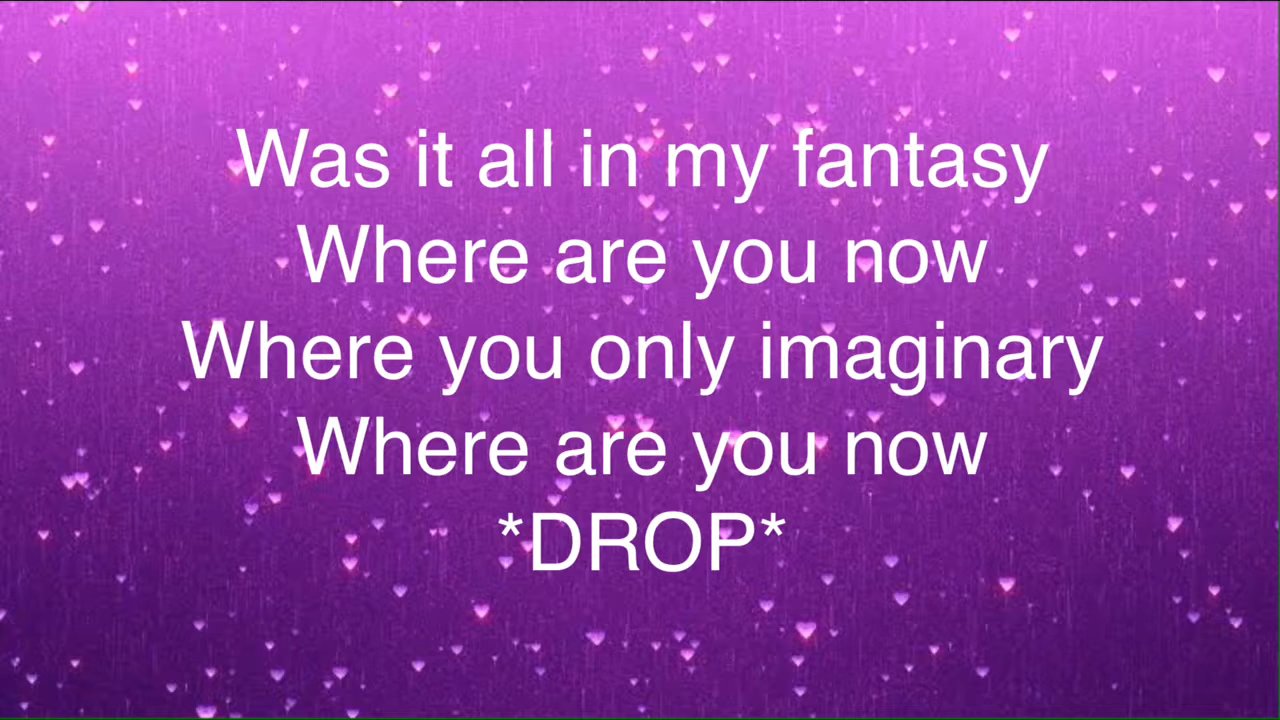 Was it all in my fantasy
Where are you now
Where you only imaginary
Where are you now
*DROP*